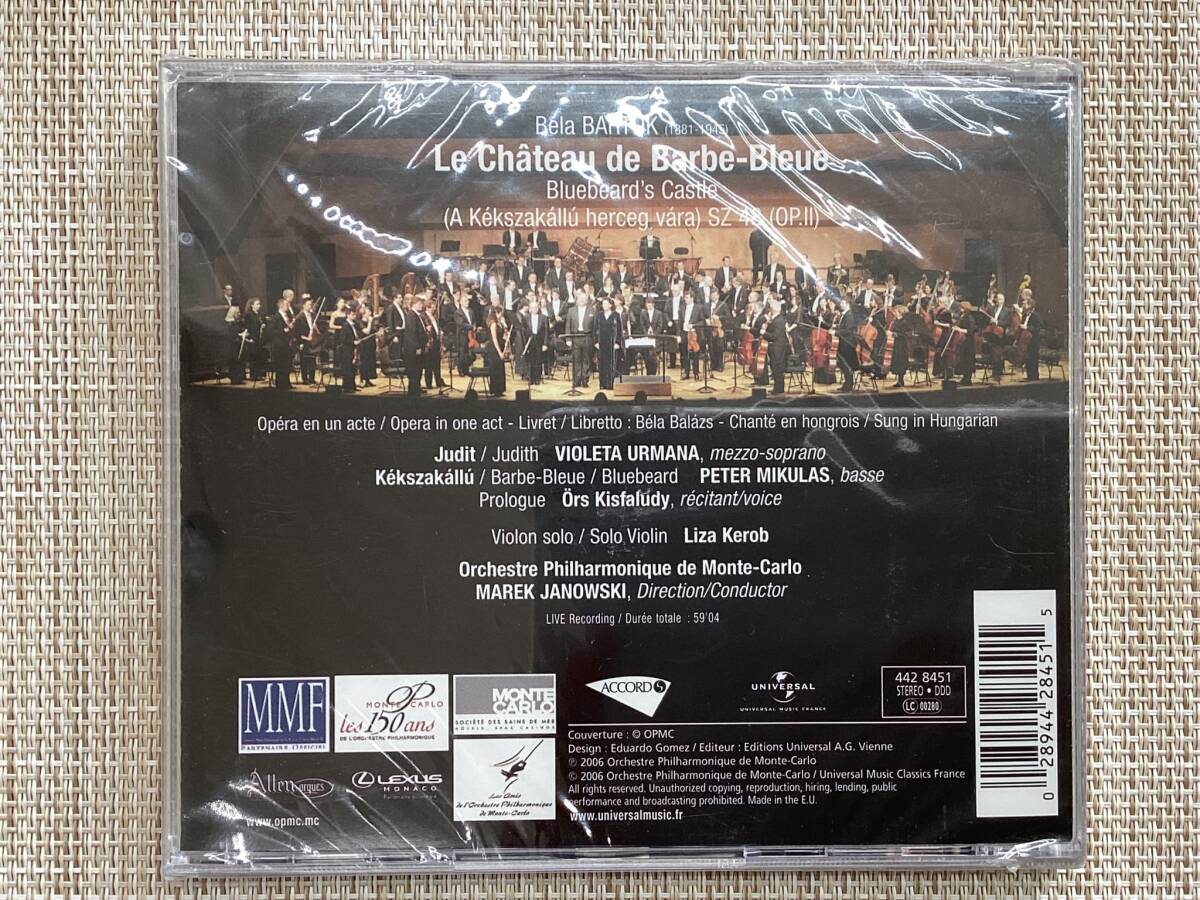 Béla BARTÓK (1881-1945)
Le Château de Barbe-Bleue
Bluebeard's Castle
(A Kékszakállú herceg vára) SZ 48 (OP.II)
Opéra en un acte / Opera in one act - Livret / Libretto : Béla Balázs - Chanté en hongrois / Sung in Hungarian
Judit / Judith VIOLETA URMANA, mezzo-soprano
Kékszakállú / Barbe-Bleue / Bluebeard PETER MIKULAS, basse
Prologue Örs Kisfaludy, récitant/voice
Violon solo / Solo Violin Liza Kerob
Orchestre Philharmonique de Monte-Carlo
MAREK JANOWSKI, Direction/Conductor
LIVE Recording / Durée totale : 59'04
MMF
PARTENAIRE OFFICIEL
MONTE-CARLO
les 150 ans
DE L'ORCHESTRE PHILHARMONIQUE
MONTE
CARLO
SOCIÉTÉ DES BAINS DE MER
Allen
LEXUS
MONACO
Les Amis
de l'Orchestre Philharmonique
de Monte-Carlo
www.opmc.mc
ACCORD
UNIVERSAL
UNIVERSAL MUSIC FRANCE
442 8451
STEREO • DDD
LC 00280
Couverture : © OPMC
Design : Eduardo Gomez / Editeur : Editions Universal A.G. Vienne
℗ 2006 Orchestre Philharmonique de Monte-Carlo
© 2006 Orchestre Philharmonique de Monte-Carlo / Universal Music Classics France
All rights reserved. Unauthorized copying, reproduction, hiring, lending, public
performance and broadcasting prohibited. Made in the E.U.
www.universalmusic.fr
0 28944 28451 5